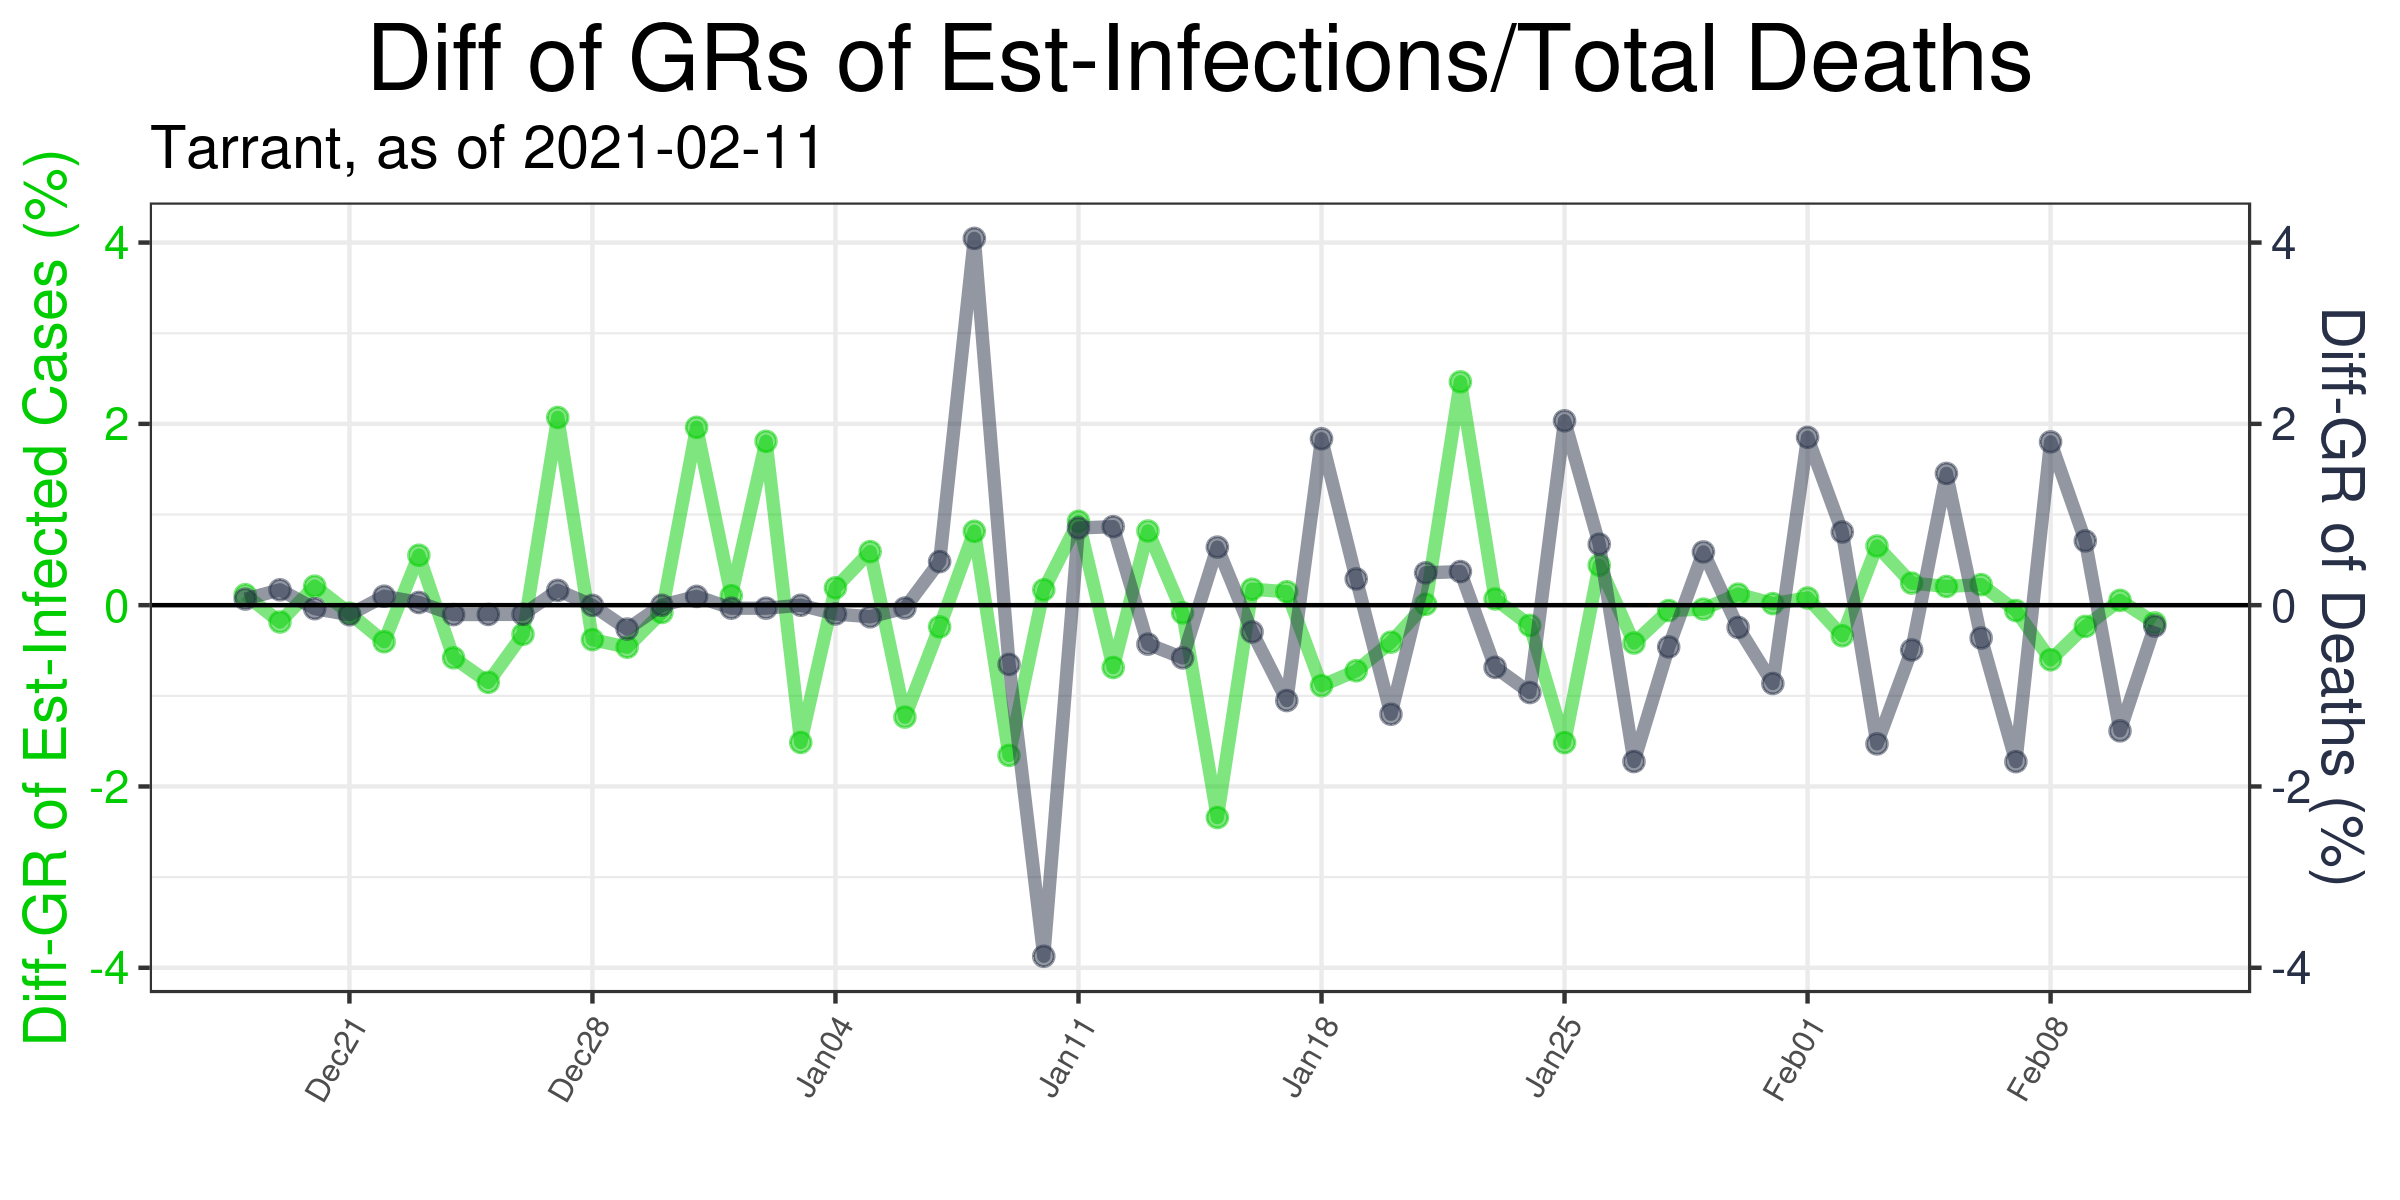 Diff of GRs of Est-Infections/Total Deaths
Tarrant, as of 2021-02-11
Diff-GR of Est-Infected Cases (%)
4
2
0
-2
-4
4
2
0
-2
-4
Diff-GR of Deaths (%)
Dec21
Dec28
Jan04
Jan11
Jan18
Jan25
Feb01
Feb08